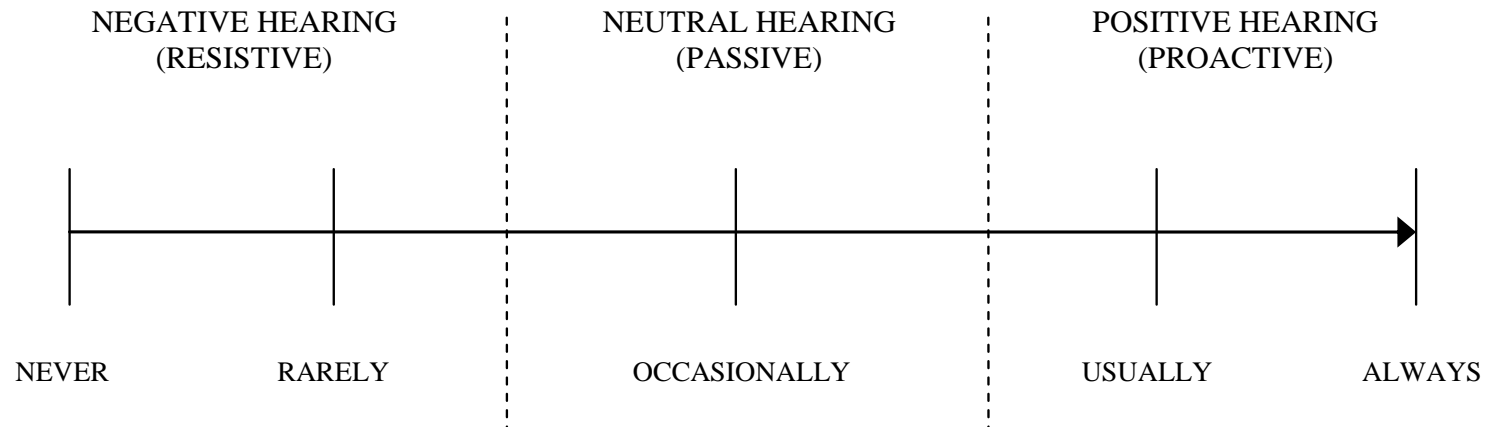 NEGATIVE HEARING
(RESISTIVE)
NEUTRAL HEARING
(PASSIVE)
POSITIVE HEARING
(PROACTIVE)
NEVER
RARELY
OCCASIONALLY
USUALLY
ALWAYS